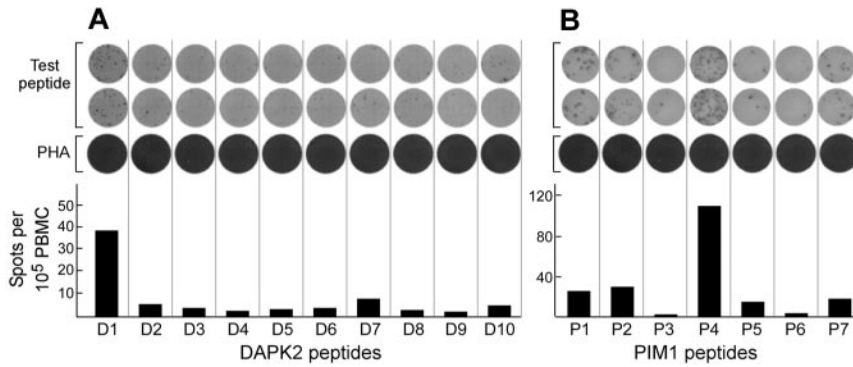 A
B
Test peptide
PHA
Spots per 10⁵ PBMC
50
40
30
20
10
D1 D2 D3 D4 D5 D6 D7 D8 D9 D10
DAPK2 peptides
120
80
40
P1 P2 P3 P4 P5 P6 P7
PIM1 peptides